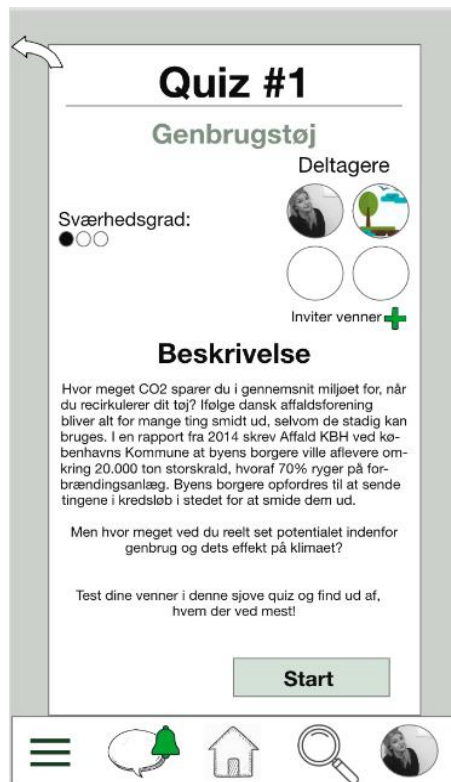 Quiz #1
Genbrugstøj
Deltagere
Sværhedsgrad:
Inviter venner
Beskrivelse
Hvor meget CO2 sparer du i gennemsnit miljøet for, når
du recirkulerer dit tøj? Ifølge dansk affaldsforening
bliver alt for mange ting smidt ud, selvom de stadig kan
bruges. I en rapport fra 2014 skrev Affald KBH ved kø-
benhavns Kommune at byens borgere ville aflevere om-
kring 20.000 ton storskrald, hvoraf 70% ryger på for-
brændingsanlæg. Byens borgere opfordres til at sende
tingene i kredsløb i stedet for at smide dem ud.
Men hvor meget ved du reelt set potentialet indenfor
genbrug og dets effekt på klimaet?
Test dine venner i denne sjove quiz og find ud af,
hvem der ved mest!
Start